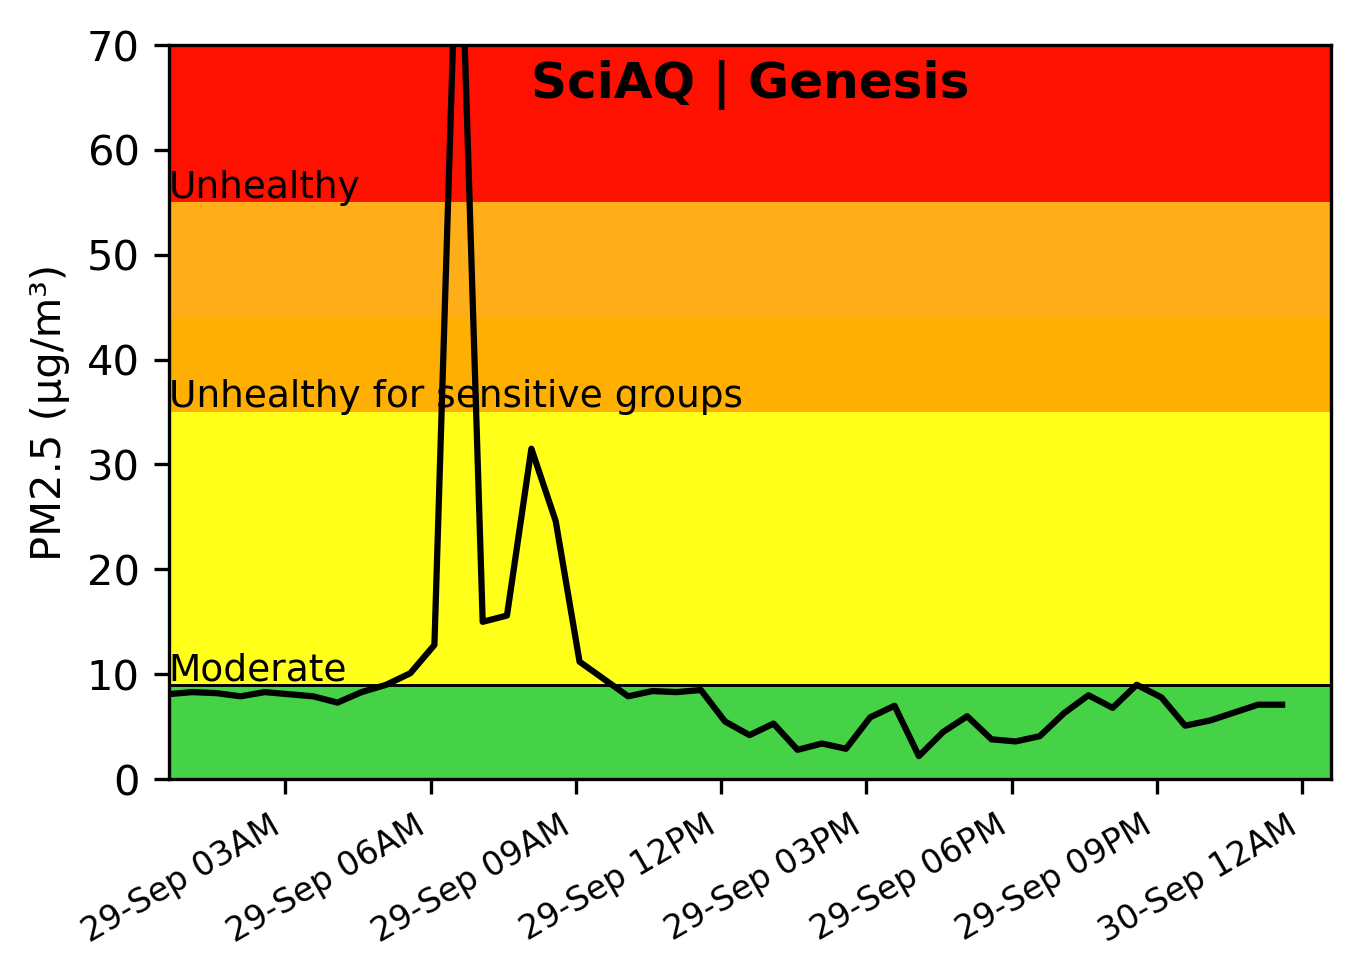 SciAQ | Genesis
PM2.5 (µg/m³)
70
60
50
40
30
20
10
0
Unhealthy
Unhealthy for sensitive groups
Moderate
29-Sep 03AM
29-Sep 06AM
29-Sep 09AM
29-Sep 12PM
29-Sep 03PM
29-Sep 06PM
29-Sep 09PM
30-Sep 12AM